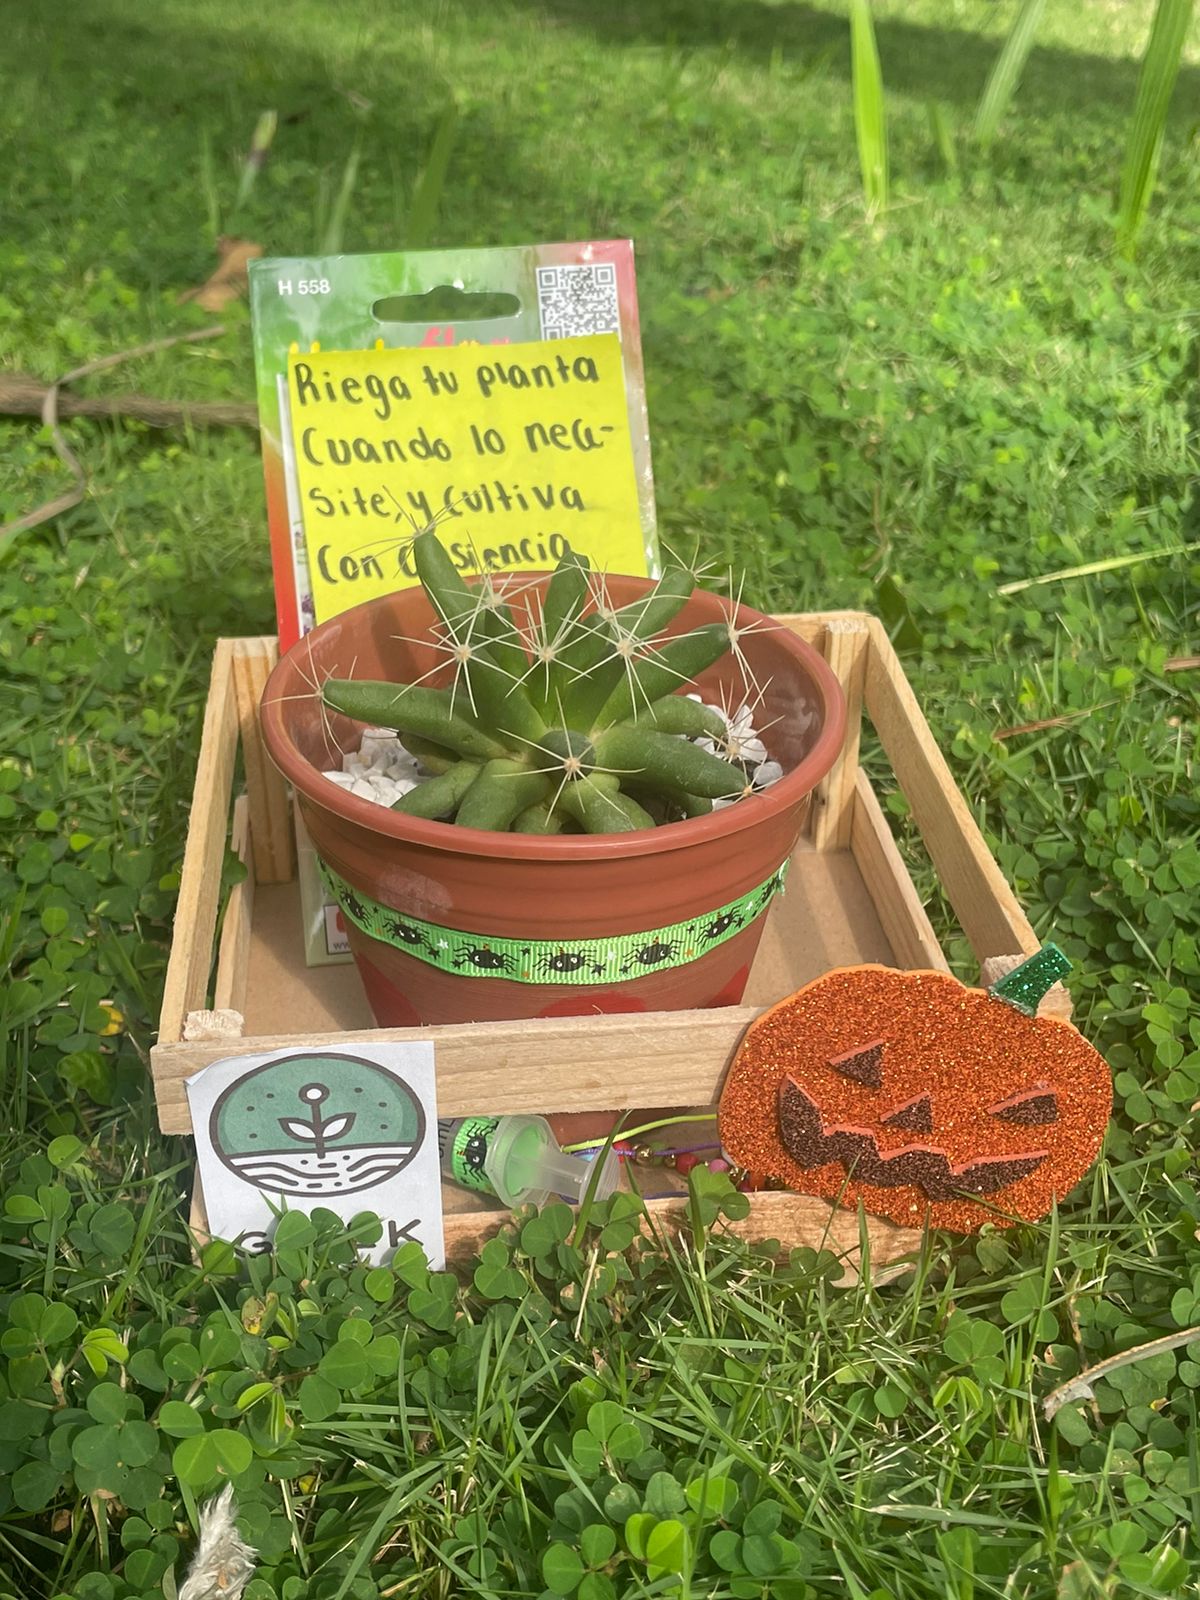 H 558
Riega tu planta
Cuando lo nece-
site, y cultiva
Con